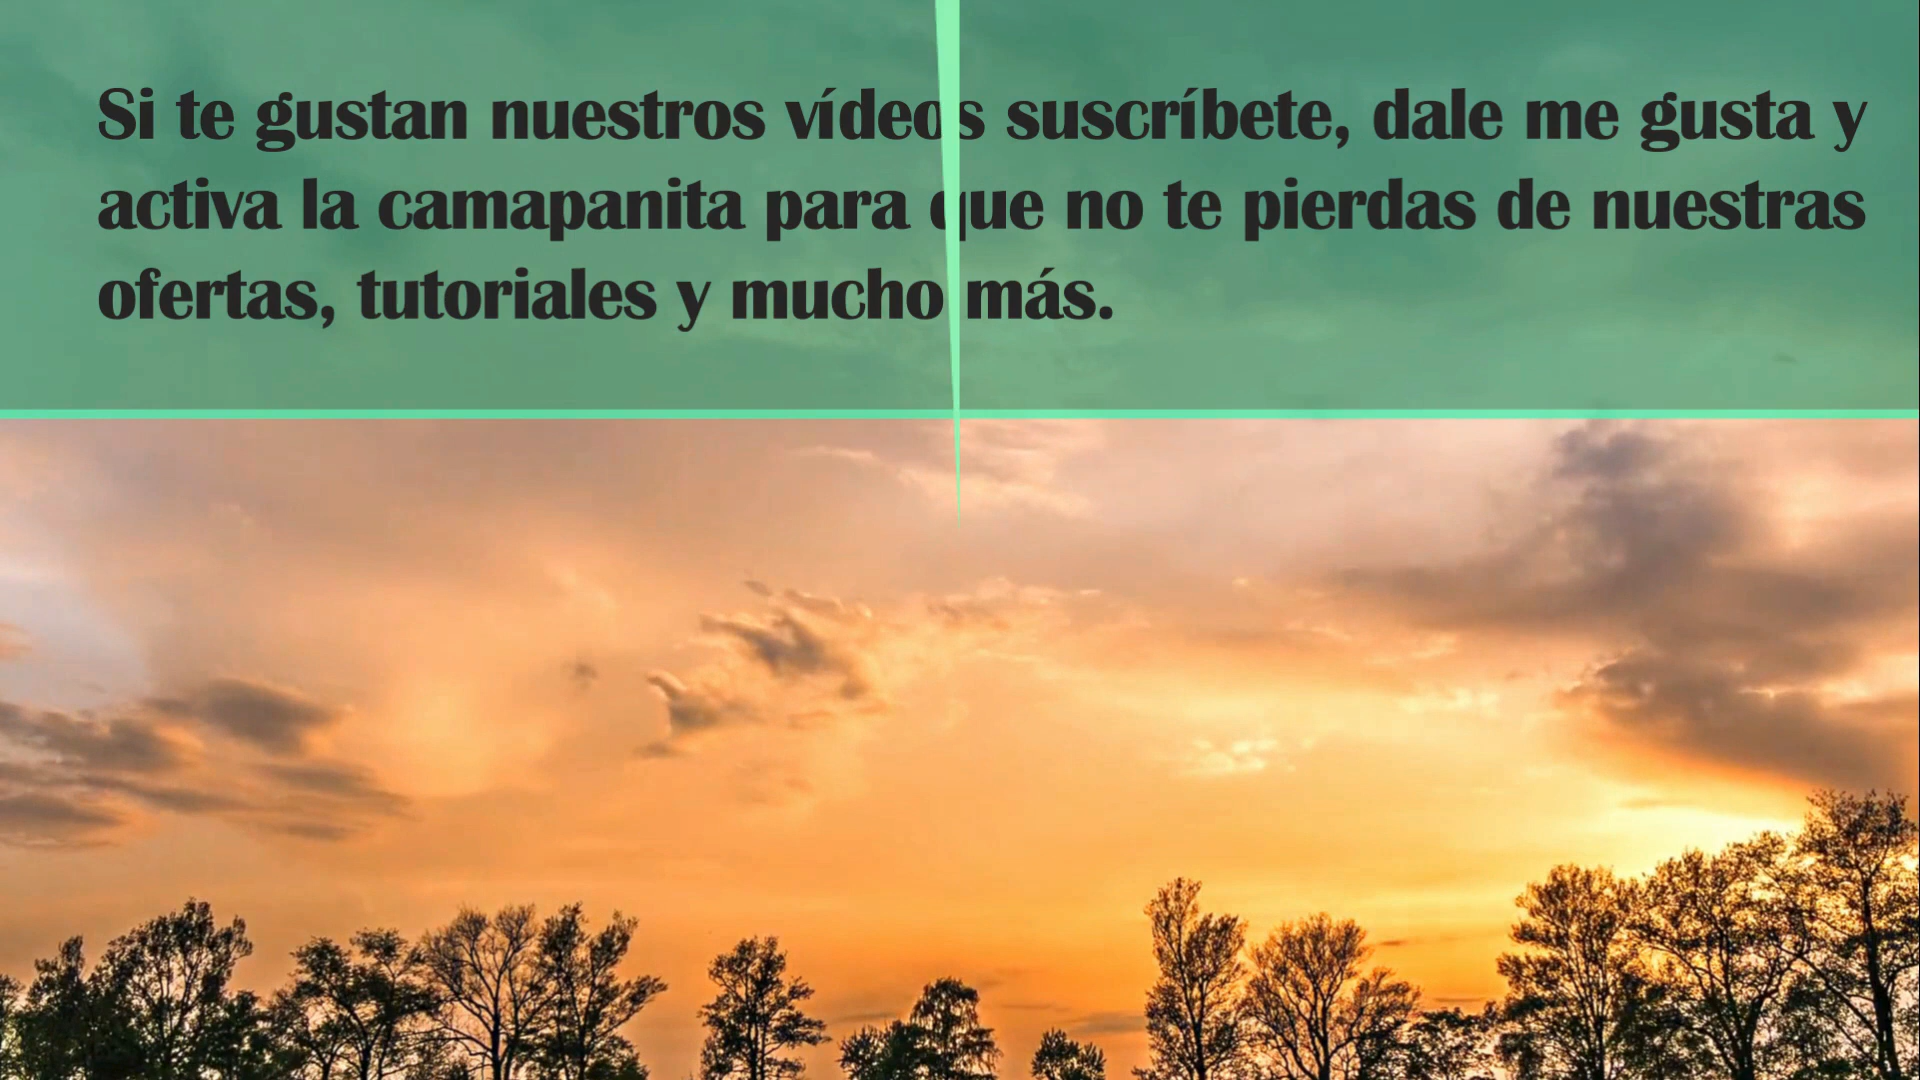 Si te gustan nuestros vídeos suscríbete, dale me gusta y
activa la camapanita para que no te pierdas de nuestras
ofertas, tutoriales y mucho más.